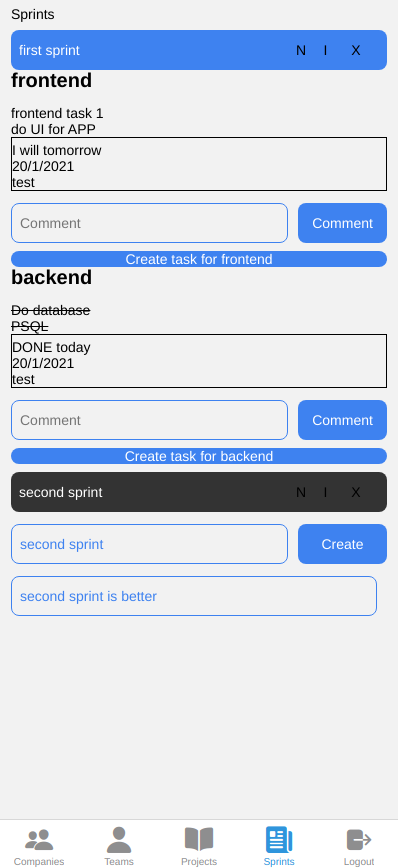 Sprints
first sprint N I X
frontend
frontend task 1
do UI for APP
I will tomorrow
20/1/2021
test
Comment Comment
Create task for frontend
backend
Do database
PSQL
DONE today
20/1/2021
test
Comment Comment
Create task for backend
second sprint N I X
second sprint Create
second sprint is better
Companies Teams Projects Sprints Logout